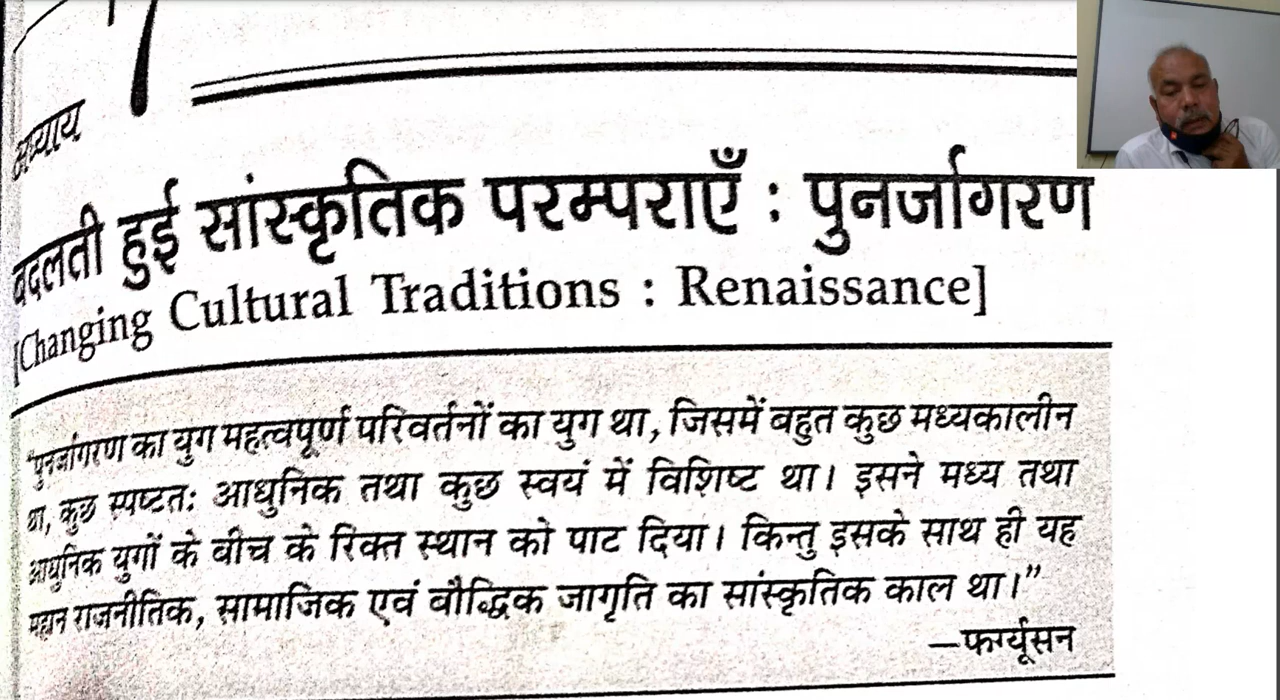 अध्याय
7
बदलती हुई सांस्कृतिक परम्पराएँ : पुनर्जागरण
[Changing Cultural Traditions : Renaissance]
“पुनर्जागरण का युग महत्वपूर्ण परिवर्तनों का युग था, जिसमें बहुत कुछ मध्यकालीन
था, कुछ स्पष्टतः आधुनिक तथा कुछ स्वयं में विशिष्ट था। इसने मध्य तथा
आधुनिक युगों के बीच के रिक्त स्थान को पाट दिया। किन्तु इसके साथ ही यह
महान राजनीतिक, सामाजिक एवं बौद्धिक जागृति का सांस्कृतिक काल था।”
—फर्ग्यूसन